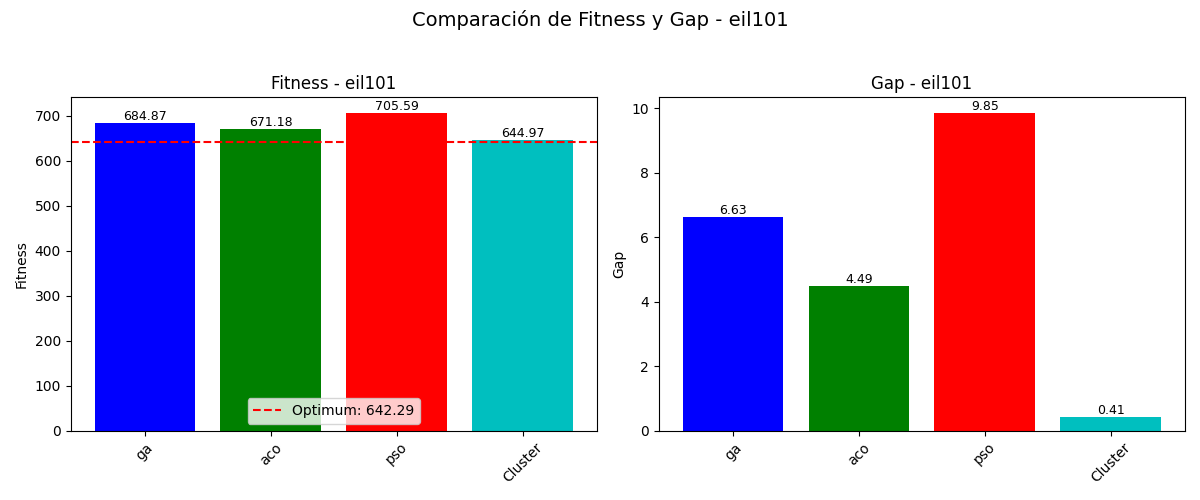 Comparación de Fitness y Gap - eil101
Fitness - eil101
Fitness
700
600
500
400
300
200
100
0
684.87
671.18
705.59
644.97
Optimum: 642.29
ga
aco
pso
Cluster
Gap - eil101
Gap
10
8
6
4
2
0
6.63
4.49
9.85
0.41
ga
aco
pso
Cluster